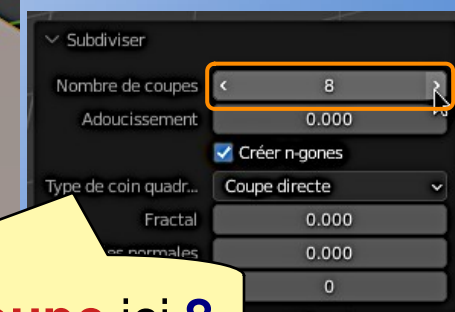 Subdiviser
Nombre de coupes 8
Adoucissement 0.000
Créer n-gones
Type de coin quadr... Coupe directe
Fractal 0.000
normales 0.000
0
ici 8